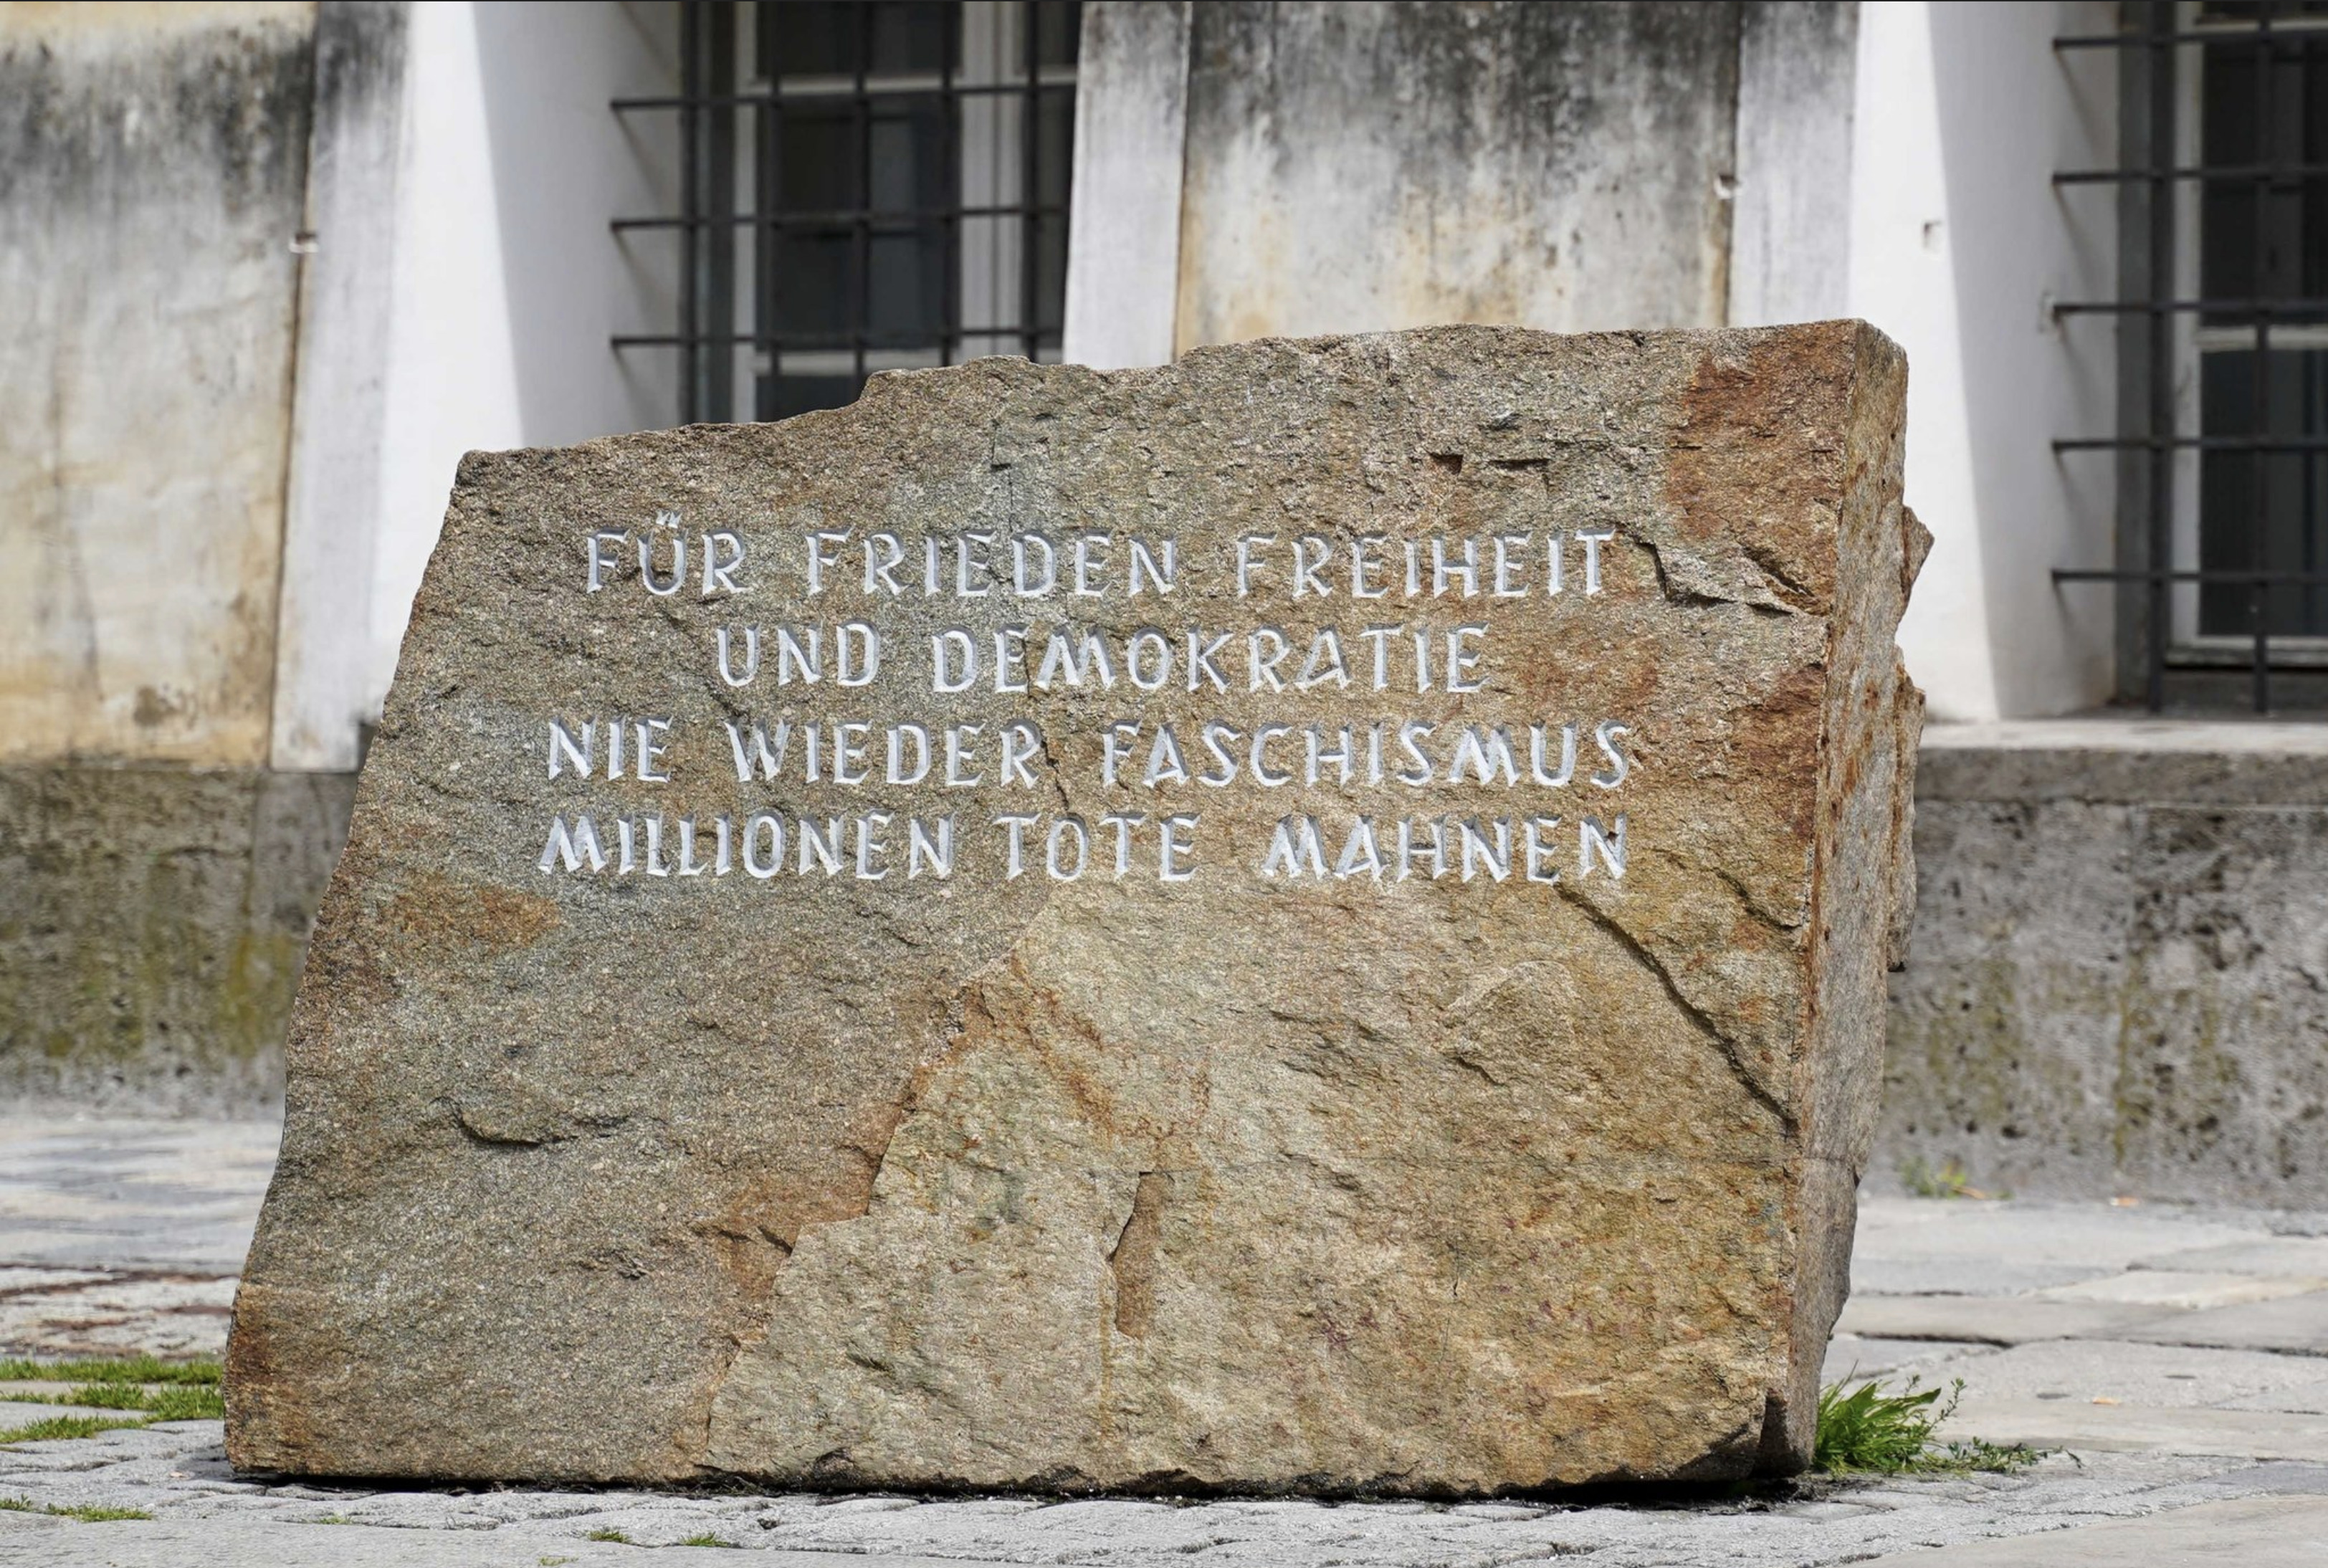 FÜR FRIEDEN FREIHEIT
UND DEMOKRATIE
NIE WIEDER FASCHISMUS
MILLIONEN TOTE MAHNEN